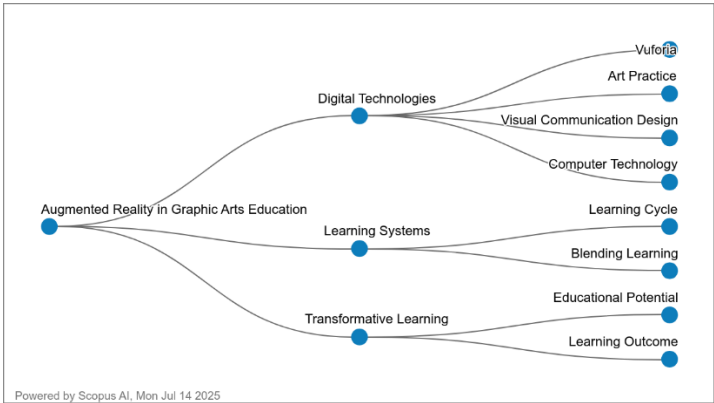 Vuforia
Art Practice
Digital Technologies
Visual Communication Design
Computer Technology
Augmented Reality in Graphic Arts Education
Learning Cycle
Learning Systems
Blending Learning
Educational Potential
Transformative Learning
Learning Outcome
Powered by Scopus AI, Mon Jul 14 2025